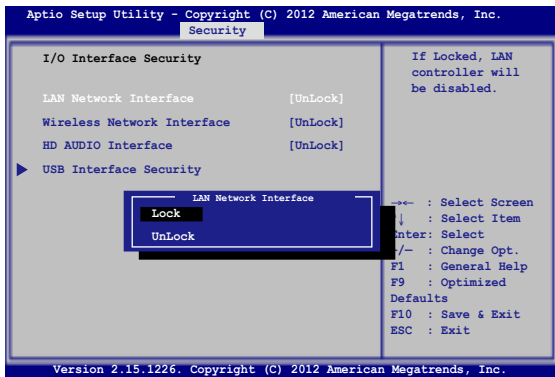 Aptio Setup Utility - Copyright (C) 2012 American Megatrends, Inc.
Security
I/O Interface Security
LAN Network Interface [UnLock]
Wireless Network Interface [UnLock]
HD AUDIO Interface [UnLock]
USB Interface Security
If Locked, LAN
controller will
be disabled.
LAN Network Interface
Lock
UnLock
→← : Select Screen
↓ : Select Item
Enter: Select
/— : Change Opt.
F1 : General Help
F9 : Optimized
Defaults
F10 : Save & Exit
ESC : Exit
Version 2.15.1226. Copyright (C) 2012 American Megatrends, Inc.